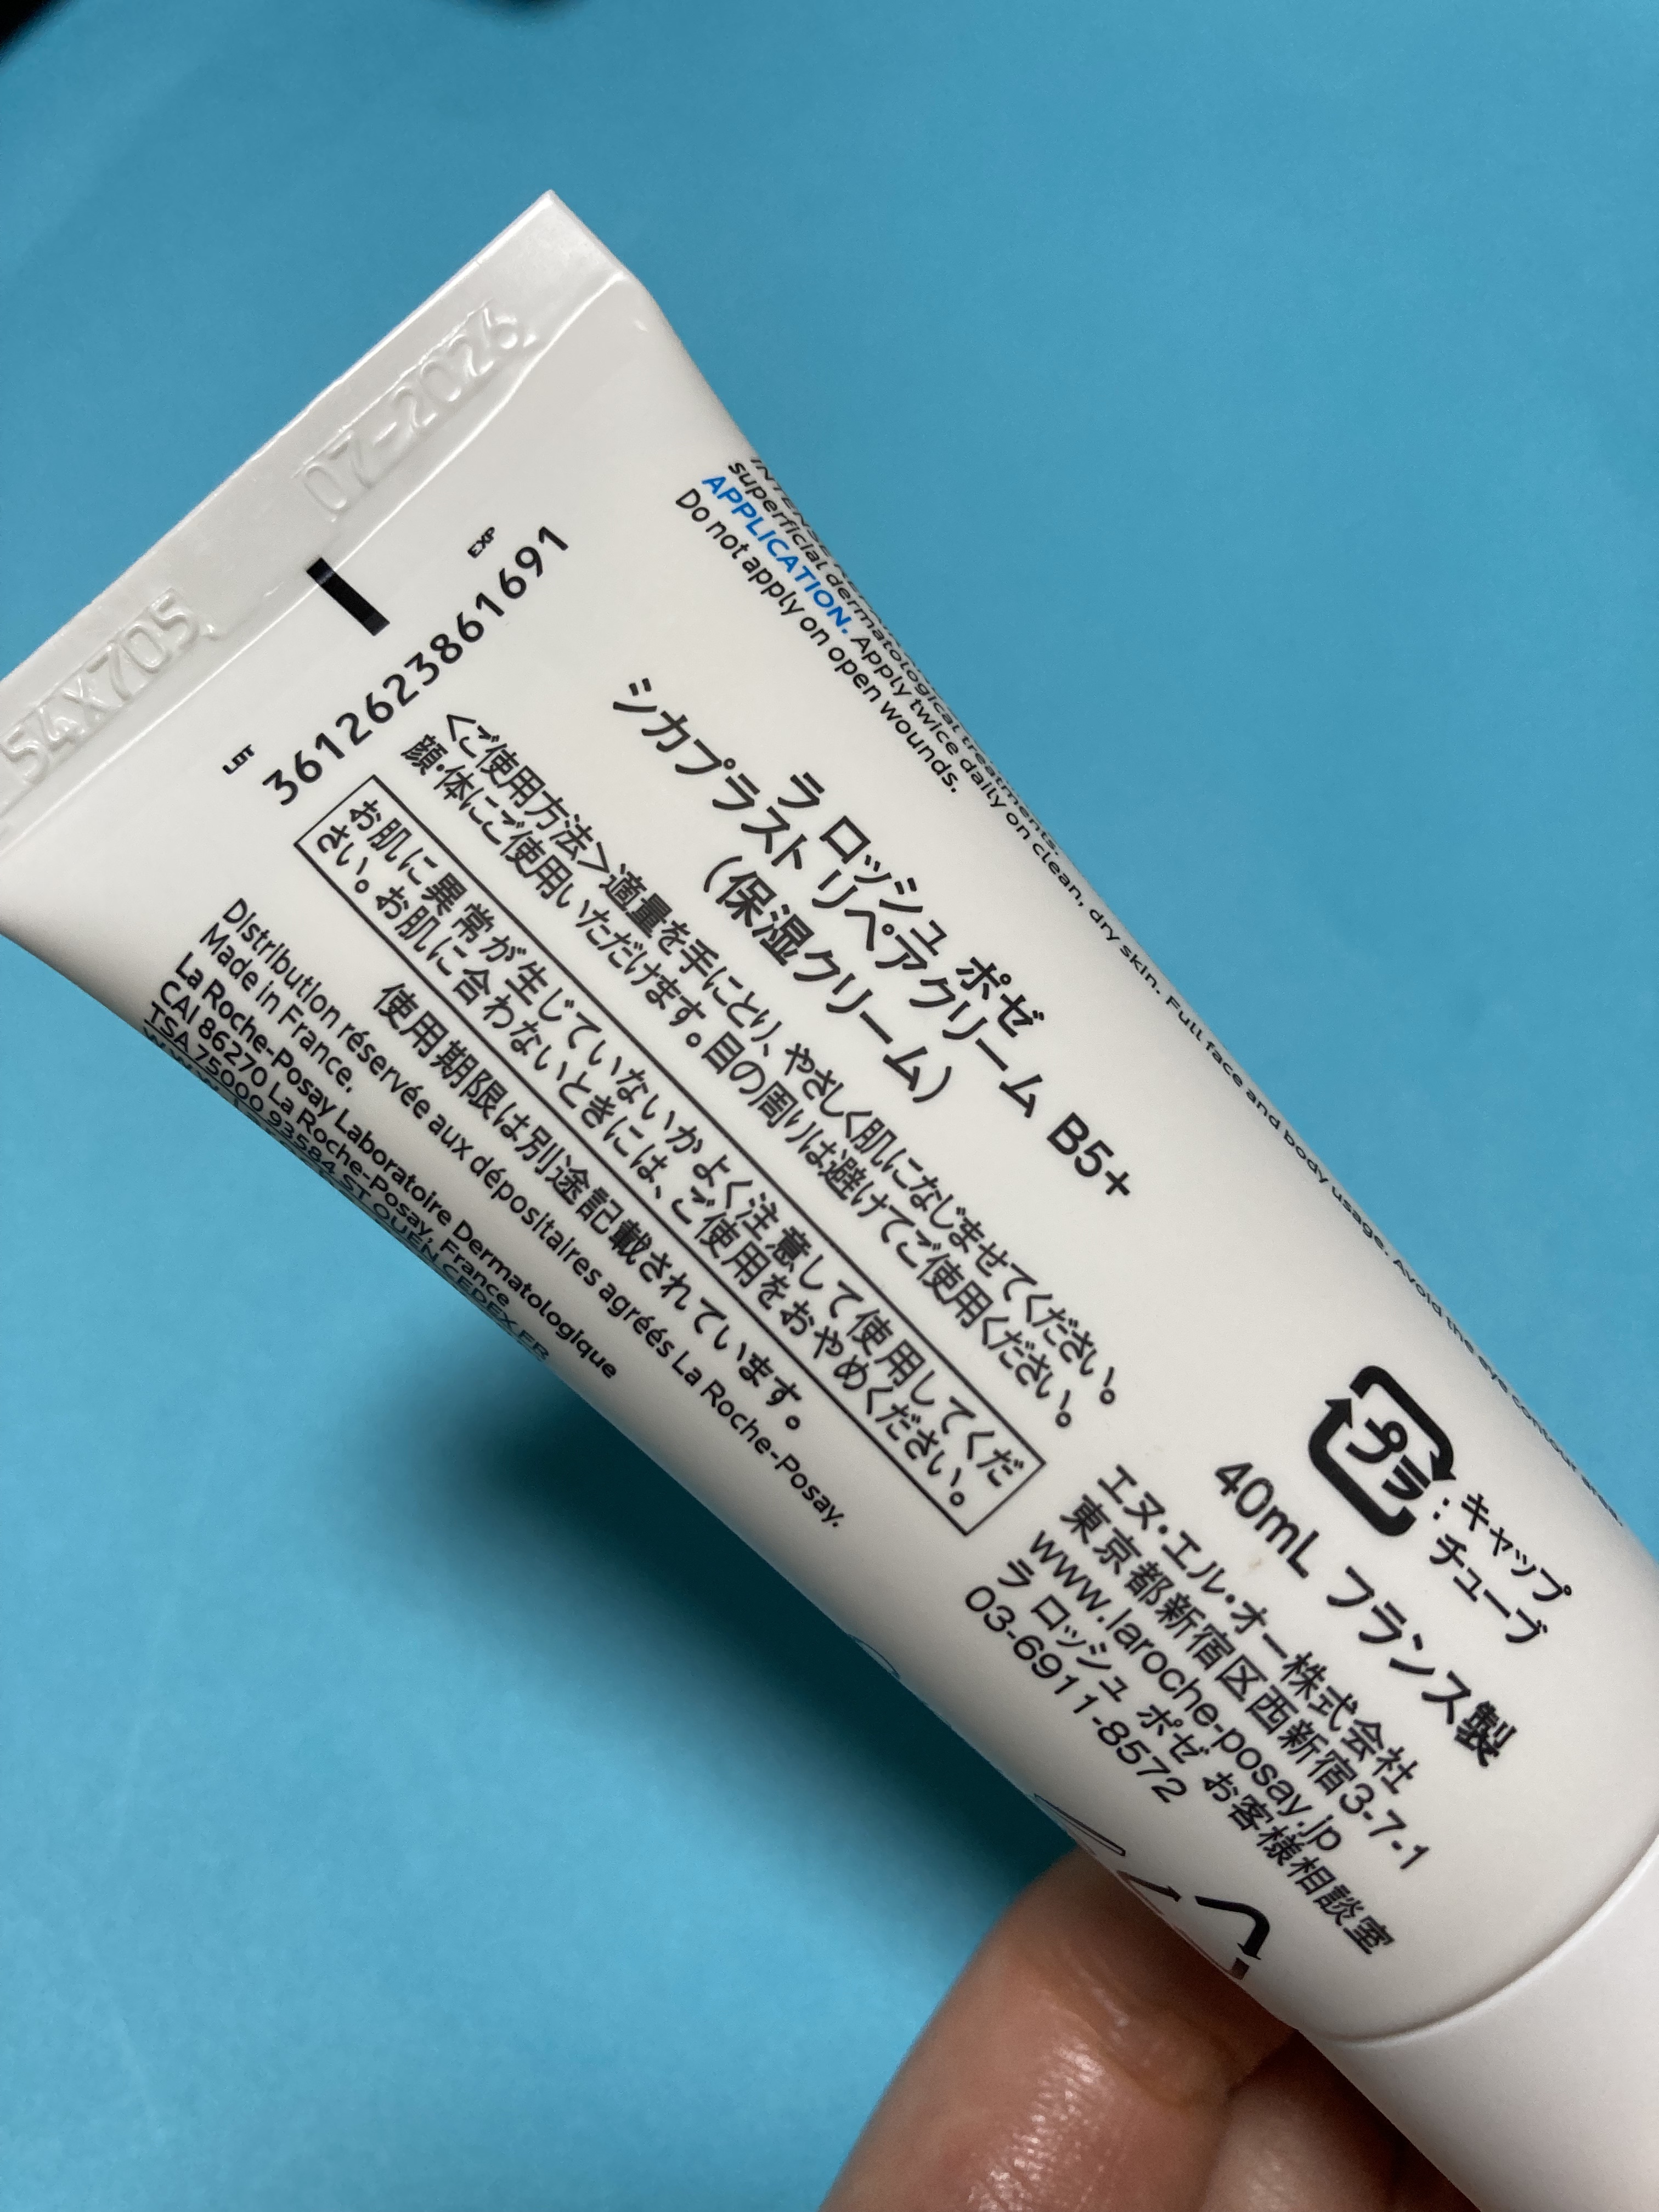 54X705 07-2026
LOT EXP
3612623861691
superficial dermatological treatments.
APPLICATION. Apply twice daily on clean, dry skin. Full face and body usage. Avoid the eye contour
Do not apply on open wounds.
ラ ロッシュ ポゼ
シカプラスト リペアクリーム B5+
(保湿クリーム)
<ご使用方法>適量を手にとり、やさしく肌になじませてください。
顔・体にご使用いただけます。目の周りは避けてご使用ください。
お肌に異常が生じていないかよく注意して使用してくだ
さい。お肌に合わないときには、ご使用をおやめください。
使用期限は別途記載されています。
Distribution réservée aux dépositaires agréés La Roche-Posay.
Made in France.
La Roche-Posay Laboratoire Dermatologique
CAI 86270 La Roche-Posay, France
TSA 75000 93584 ST OUEN CEDEX FR
プラ
:キャップ
チューブ
40mL フランス製
エヌ・エル・オー株式会社
東京都新宿区西新宿3-7-1
www.laroche-posay.jp
ラ ロッシュ ポゼ お客様相談室
03-6911-8572